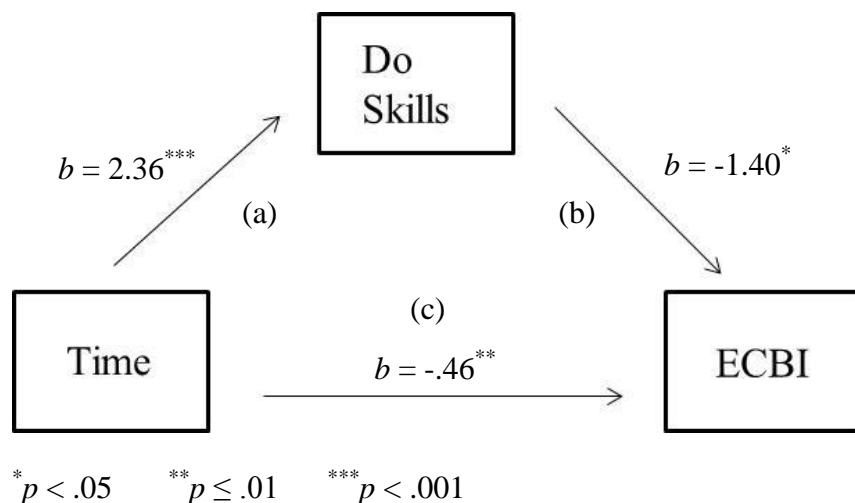 Do
Skills
b = 2.36***
b = -1.40*
(a)
(b)
(c)
Time
b = -.46**
ECBI
*p < .05 **p ≤ .01 ***p < .001